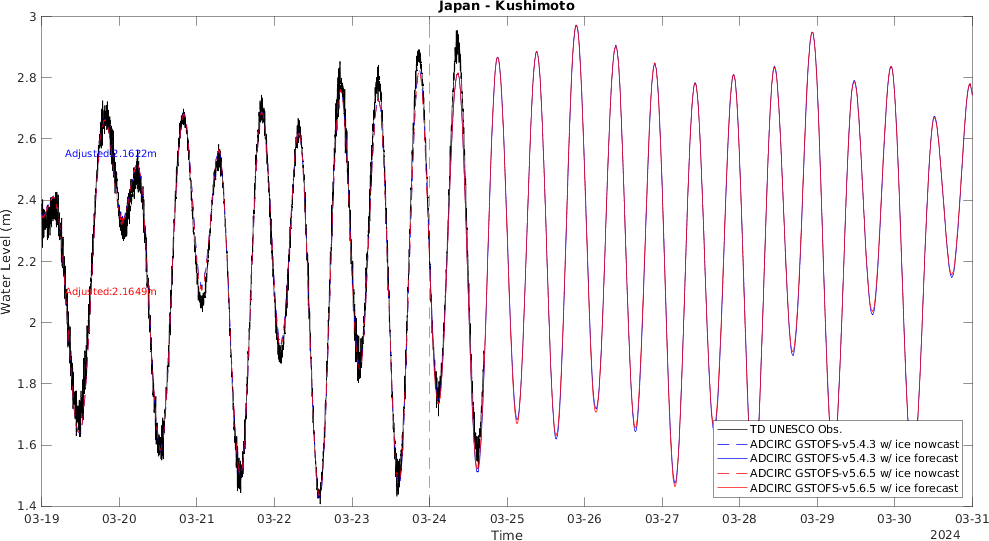 Japan - Kushimoto
3
2.8
2.6
2.4
2.2
2
1.8
1.6
1.4
Water Level (m)
Adjusted:2.1622m
Adjusted:2.1649m
TD UNESCO Obs.
ADCIRC GSTOFS-v5.4.3 w/ ice nowcast
ADCIRC GSTOFS-v5.4.3 w/ ice forecast
ADCIRC GSTOFS-v5.6.5 w/ ice nowcast
ADCIRC GSTOFS-v5.6.5 w/ ice forecast
03-19 03-20 03-21 03-22 03-23 03-24 03-25 03-26 03-27 03-28 03-29 03-30 03-31
Time
2024